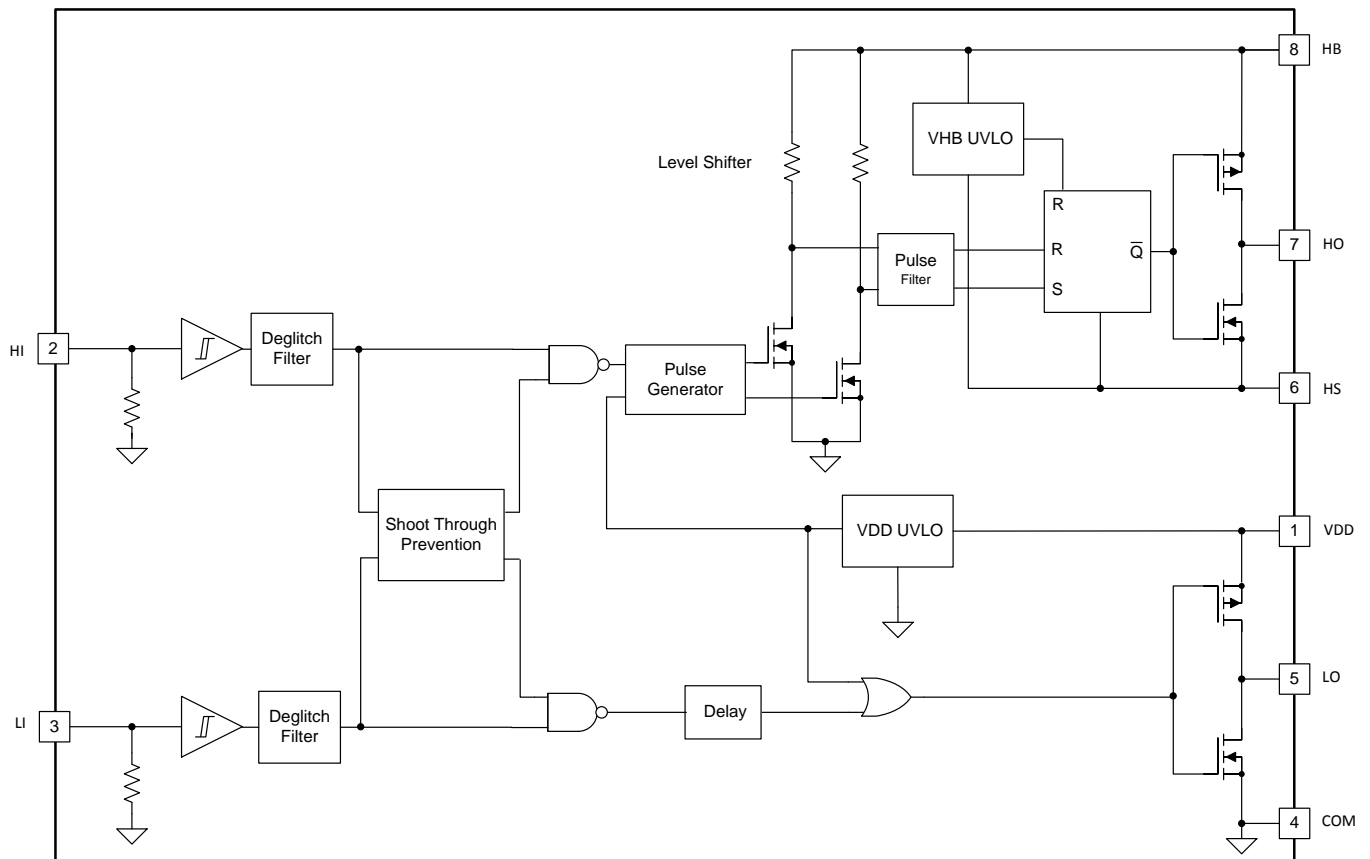 8 HB
VHB UVLO
Level Shifter
R
R
Q̅
S
Pulse
Filter
7 HO
HI 2
Deglitch
Filter
Pulse
Generator
6 HS
Shoot Through
Prevention
VDD UVLO
1 VDD
LI 3
Deglitch
Filter
Delay
5 LO
4 COM